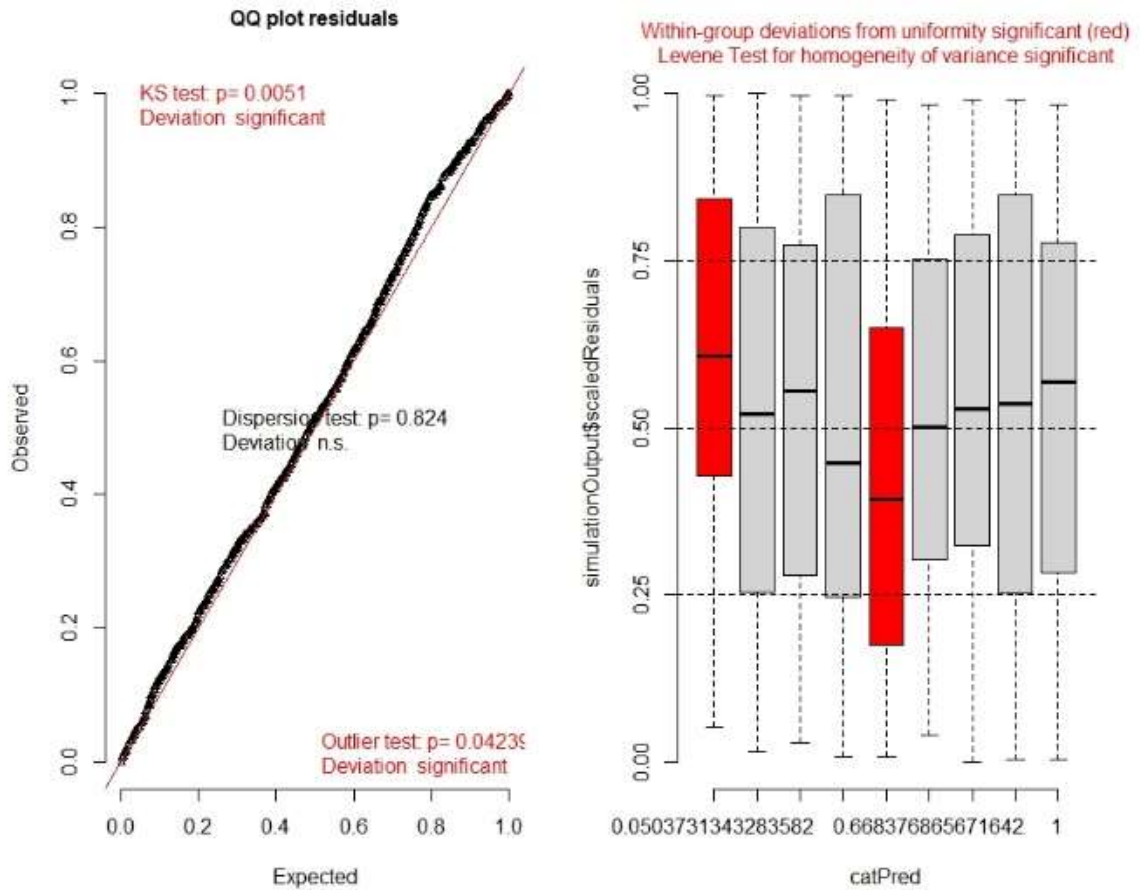 QQ plot residuals
KS test: p= 0.0051
Deviation significant
Dispersion test: p= 0.824
Deviation n.s.
Outlier test: p= 0.04239
Deviation significant
Observed
0.0
0.2
0.4
0.6
0.8
1.0
0.0 0.2 0.4 0.6 0.8 1.0
Expected
Within-group deviations from uniformity significant (red)
Levene Test for homogeneity of variance significant
simulationOutput$scaledResiduals
0.00
0.25
0.50
0.75
1.00
0.05037313432835​82 0.668376865671642 1
catPred